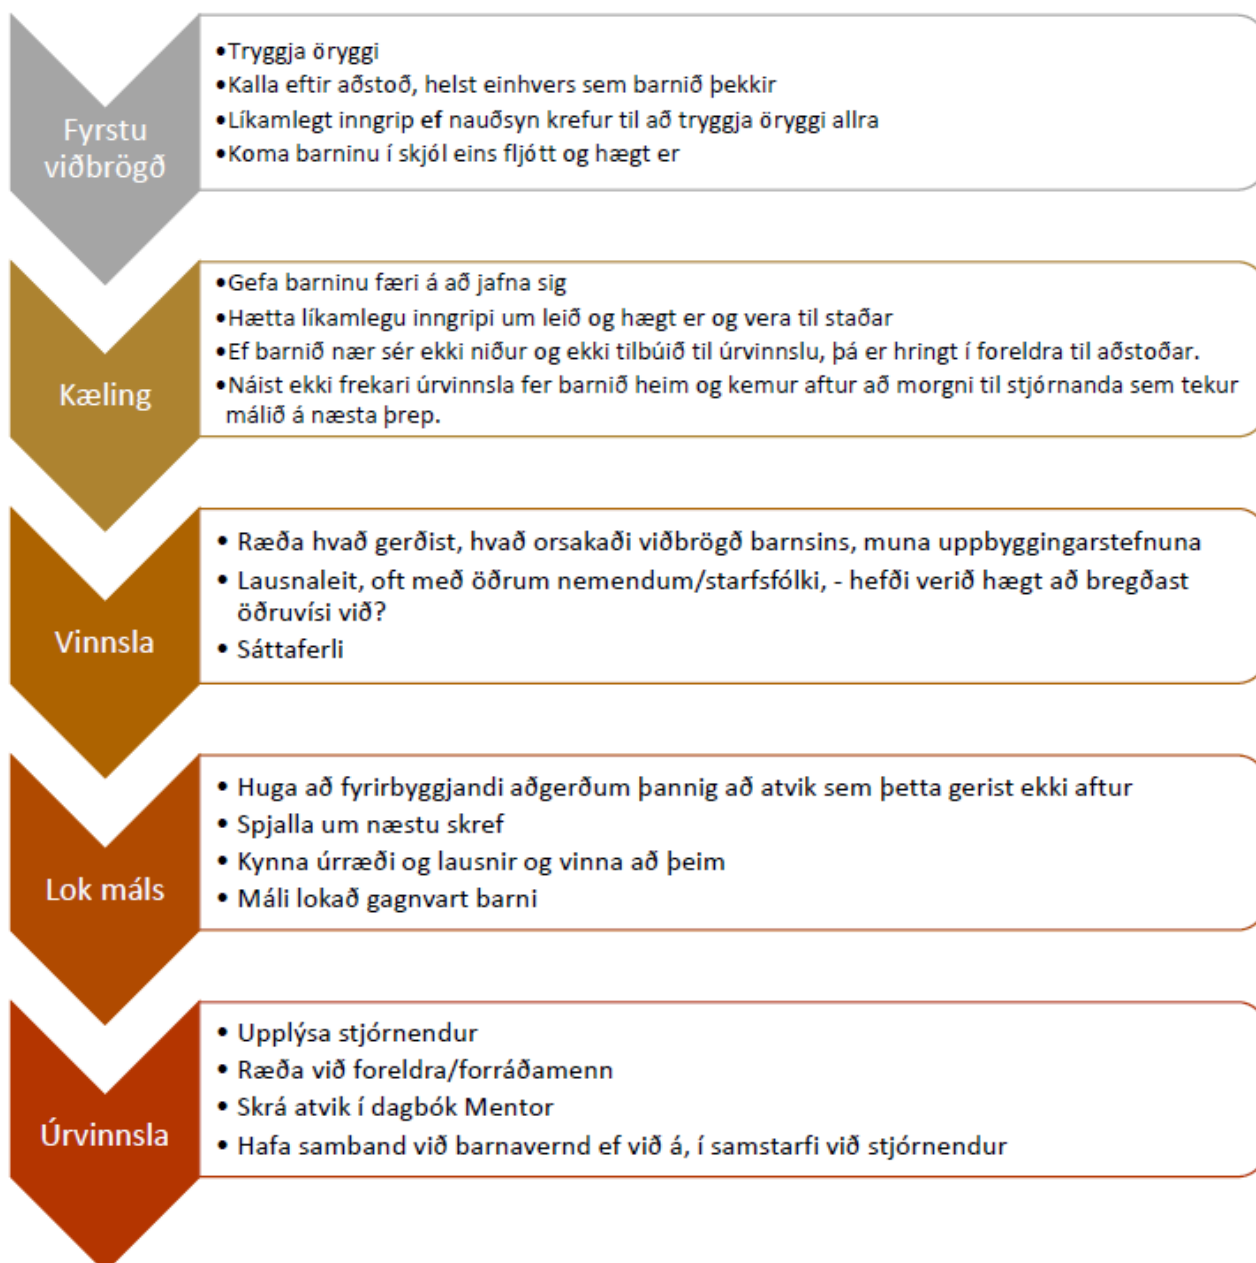 Fyrstu
viðbrögð
•Tryggja öryggi
•Kalla eftir aðstoð, helst einhvers sem barnið þekkir
•Líkamlegt inngrip ef nauðsyn krefur til að tryggja öryggi allra
•Koma barninu í skjól eins fljótt og hægt er
Kæling
•Gefa barninu færi á að jafna sig
•Hætta líkamlegu inngripi um leið og hægt er og vera til staðar
•Ef barnið nær sér ekki niður og ekki tilbúið til úrvinnslu, þá er hringt í foreldra til aðstoðar.
•Náist ekki frekari úrvinnsla fer barnið heim og kemur aftur að morgni til stjórnanda sem tekur
málið á næsta þrep.
Vinnsla
• Ræða hvað gerðist, hvað orsakaði viðbrögð barnsins, muna uppbyggingarstefnuna
• Lausnaleit, oft með öðrum nemendum/starfsfólki, - hefði verið hægt að bregðast
öðruvísi við?
• Sáttaferli
Lok máls
• Huga að fyrirbyggjandi aðgerðum þannig að atvik sem þetta gerist ekki aftur
• Spjalla um næstu skref
• Kynna úrræði og lausnir og vinna að þeim
• Máli lokað gagnvart barni
Úrvinnsla
• Upplýsa stjórnendur
• Ræða við foreldra/forráðamenn
• Skrá atvik í dagbók Mentor
• Hafa samband við barnavernd ef við á, í samstarfi við stjórnendur